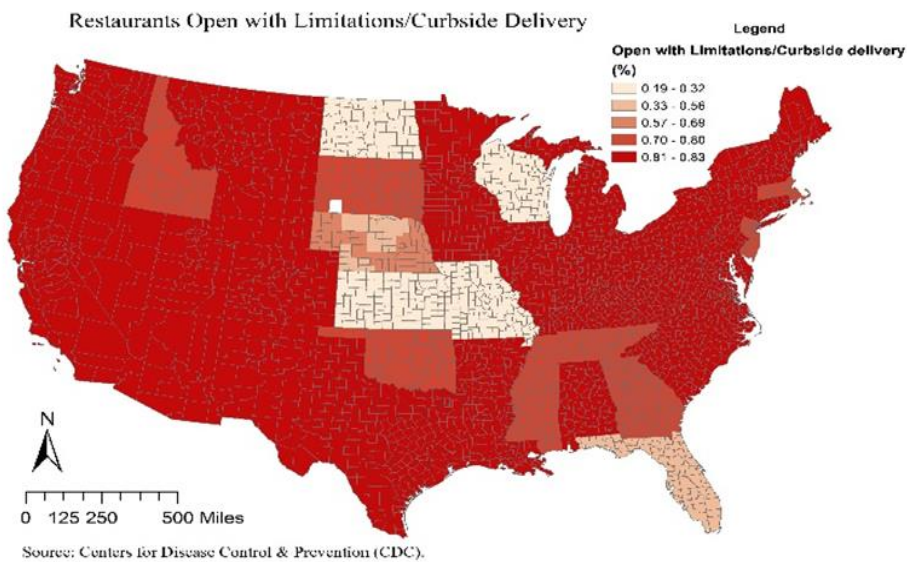 Restaurants Open with Limitations/Curbside Delivery
Legend
Open with Limitations/Curbside delivery
(%)
0.19 - 0.32
0.33 - 0.56
0.57 - 0.69
0.70 - 0.80
0.81 - 0.83
N
0 125 250 500 Miles
Source: Centers for Disease Control & Prevention (CDC).